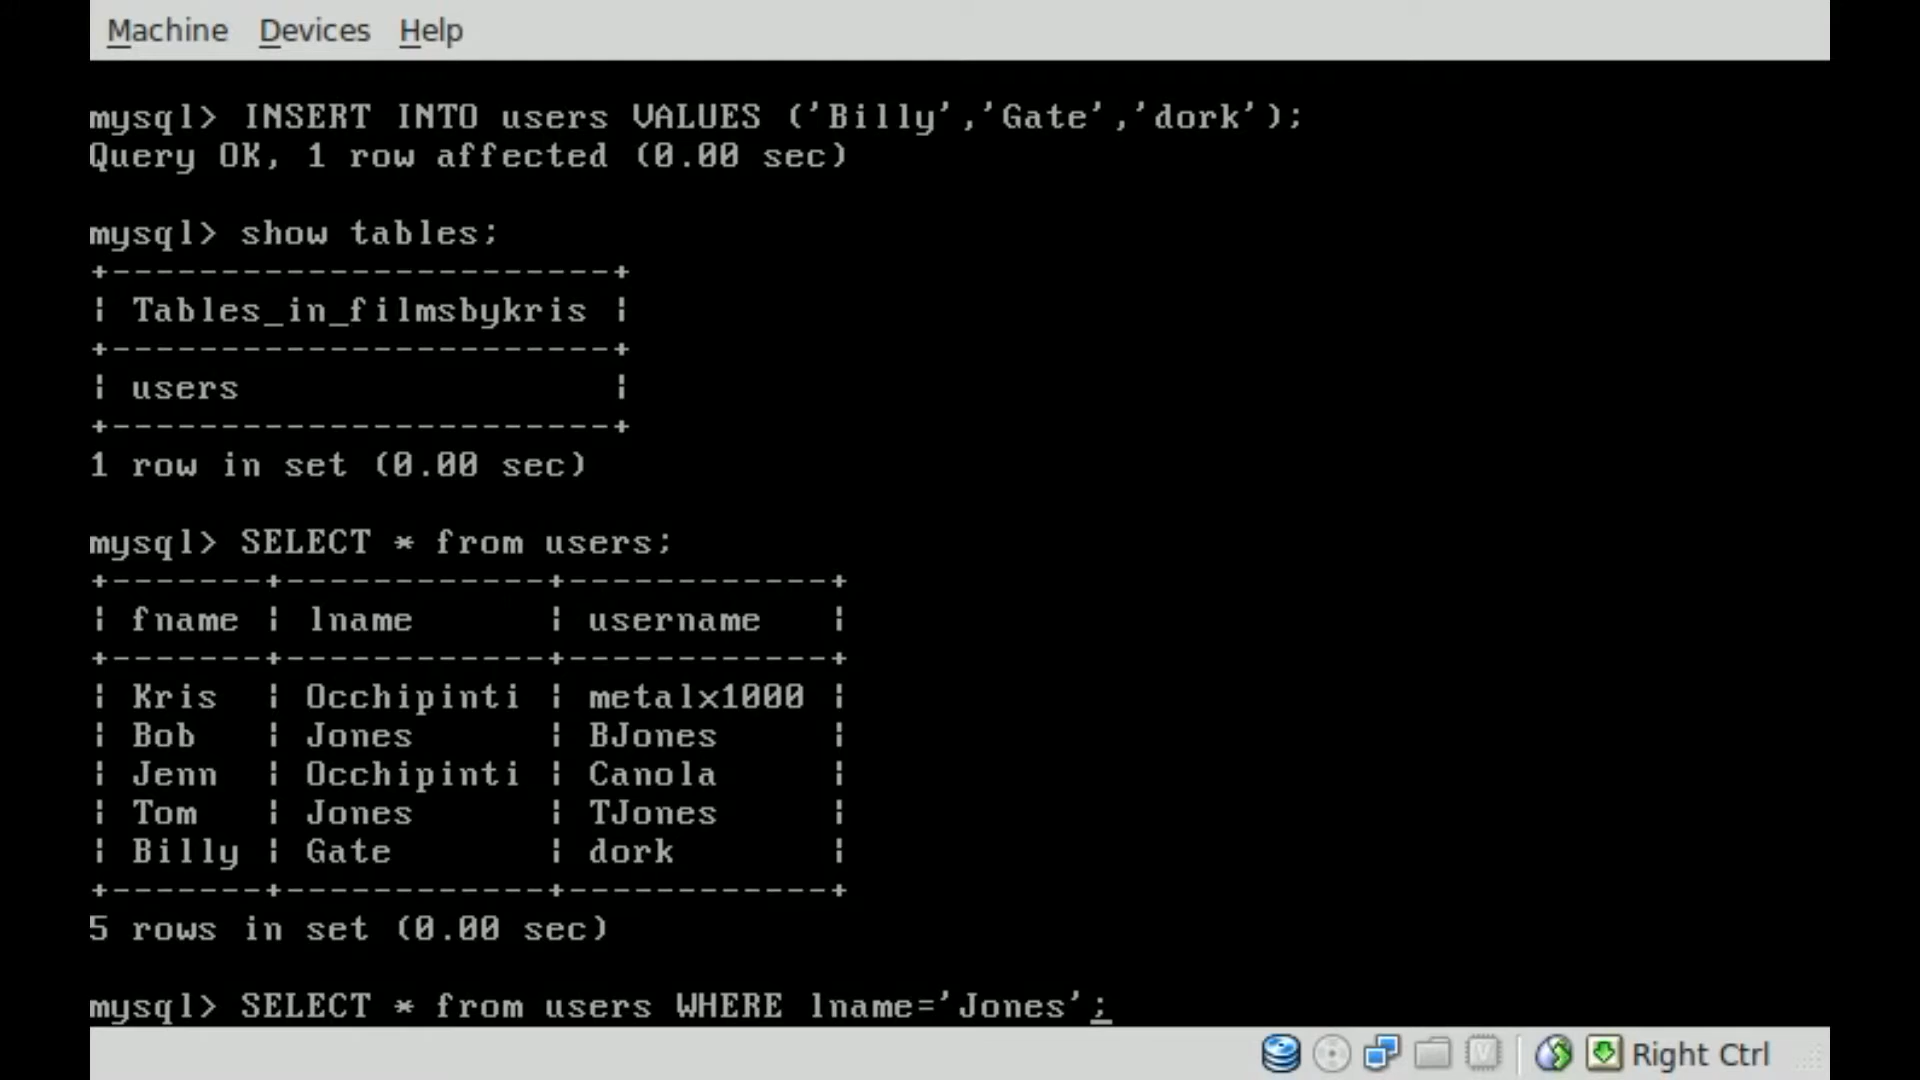 Machine Devices Help
mysql> INSERT INTO users VALUES ('Billy','Gate','dork');
Query OK, 1 row affected (0.00 sec)
mysql> show tables;
+-----------------------+
| Tables_in_filmsbykris |
+-----------------------+
| users                 |
+-----------------------+
1 row in set (0.00 sec)
mysql> SELECT * from users;
+-------+------------+------------+
| fname | lname      | username   |
+-------+------------+------------+
| Kris  | Occhipinti | metalx1000 |
| Bob   | Jones      | BJones     |
| Jenn  | Occhipinti | Canola     |
| Tom   | Jones      | TJones     |
| Billy | Gate       | dork       |
+-------+------------+------------+
5 rows in set (0.00 sec)
mysql> SELECT * from users WHERE lname='Jones';
Right Ctrl